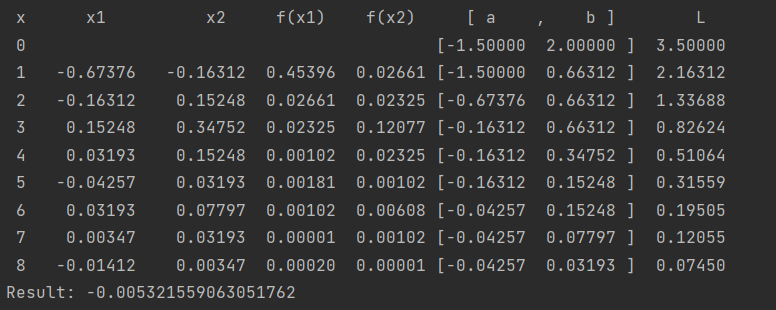 x x1 x2 f(x1) f(x2) [ a , b ] L
0 [-1.50000 2.00000 ] 3.50000
1 -0.67376 -0.16312 0.45396 0.02661 [-1.50000 0.66312 ] 2.16312
2 -0.16312 0.15248 0.02661 0.02325 [-0.67376 0.66312 ] 1.33688
3 0.15248 0.34752 0.02325 0.12077 [-0.16312 0.66312 ] 0.82624
4 0.03193 0.15248 0.00102 0.02325 [-0.16312 0.34752 ] 0.51064
5 -0.04257 0.03193 0.00181 0.00102 [-0.16312 0.15248 ] 0.31559
6 0.03193 0.07797 0.00102 0.00608 [-0.04257 0.15248 ] 0.19505
7 0.00347 0.03193 0.00001 0.00102 [-0.04257 0.07797 ] 0.12055
8 -0.01412 0.00347 0.00020 0.00001 [-0.04257 0.03193 ] 0.07450
Result: -0.005321559063051762